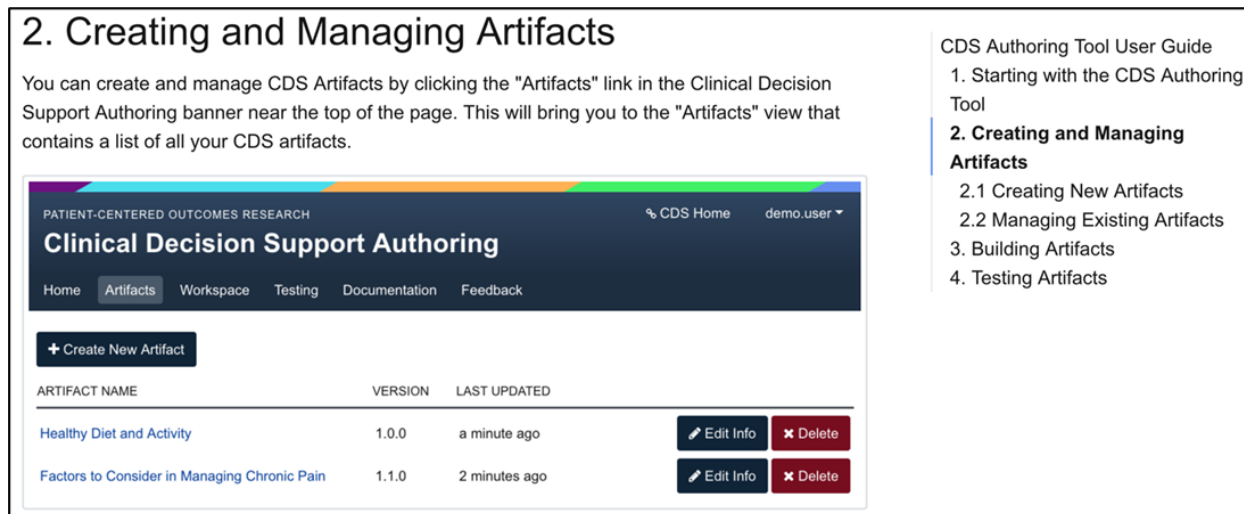 2. Creating and Managing Artifacts
You can create and manage CDS Artifacts by clicking the "Artifacts" link in the Clinical Decision
Support Authoring banner near the top of the page. This will bring you to the "Artifacts" view that
contains a list of all your CDS artifacts.
PATIENT-CENTERED OUTCOMES RESEARCH
CDS Home demo.user
Clinical Decision Support Authoring
Home Artifacts Workspace Testing Documentation Feedback
+ Create New Artifact
ARTIFACT NAME VERSION LAST UPDATED
Healthy Diet and Activity 1.0.0 a minute ago Edit Info Delete
Factors to Consider in Managing Chronic Pain 1.1.0 2 minutes ago Edit Info Delete
CDS Authoring Tool User Guide
1. Starting with the CDS Authoring
Tool
2. Creating and Managing
Artifacts
2.1 Creating New Artifacts
2.2 Managing Existing Artifacts
3. Building Artifacts
4. Testing Artifacts